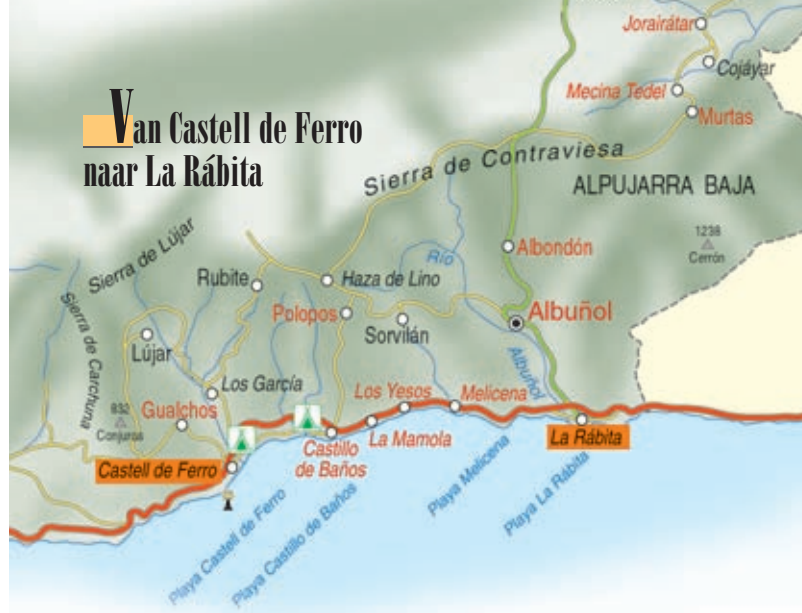 Jorairátar
Cojáyar
Mecina Tedel
Murtas
Van Castell de Ferro
naar La Rábita
Sierra de Contraviesa
ALPUJARRA BAJA
Sierra de Lújar
1238
Cerrón
Albondón
Río
Rubite
Haza de Lino
Polopos
Sorvilán
Albuñol
Albuñol
Sierra de Carchuna
Lújar
Los García
832
Conjuros
Gualchos
Los Yesos
Melicena
La Mamola
Castillo
de Baños
La Rábita
Castell de Ferro
Playa Castell de Ferro
Playa Castillo de Baños
Playa Melicena
Playa La Rábita